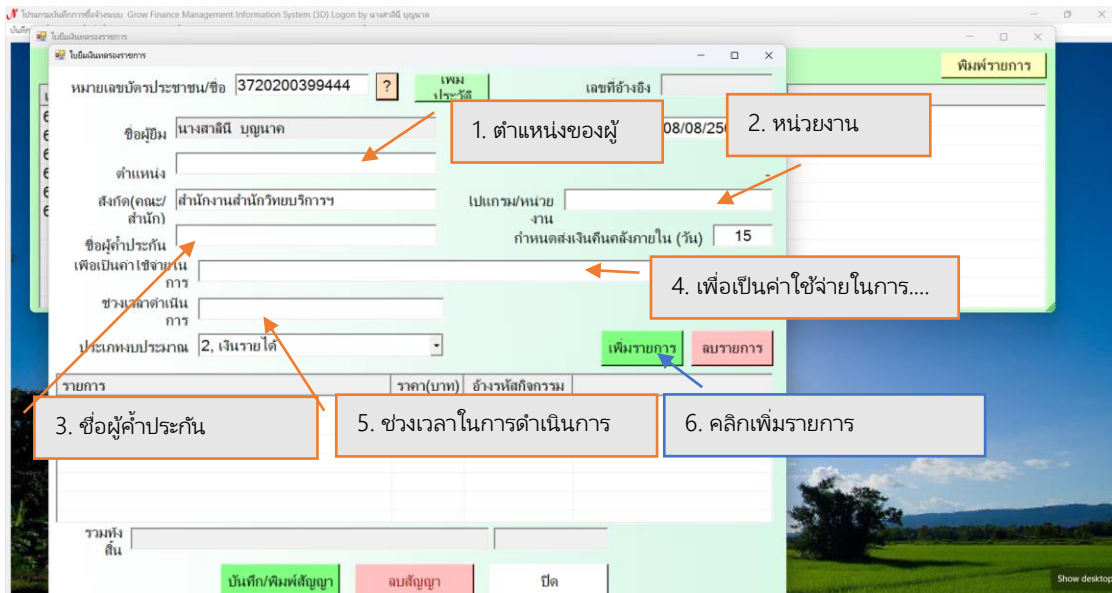 โปรแกรมบันทึกการซื้อจ้างระบบ Grow Finance Management Information System (3D) Logon by นางสาลินี บุญนาค
ใบยืมเงินทดรองราชการ
ใบยืมเงินทดรองราชการ
พิมพ์รายการ
หมายเลขบัตรประชาชน/ชื่อ 3720200399444 ? เพิ่มประวัติ เลขที่อ้างอิง
ชื่อผู้ยืม นางสาลินี บุญนาค 08/08/256
1. ตำแหน่งของผู้
2. หน่วยงาน
ตำแหน่ง
สังกัด(คณะ/สำนัก) สำนักงานสำนักวิทยบริการฯ โปแกรม/หน่วยงาน
ชื่อผู้ค้ำประกัน กำหนดส่งเงินคืนคลังภายใน (วัน) 15
เพื่อเป็นค่าใช้จ่ายในการ
4. เพื่อเป็นค่าใช้จ่ายในการ....
ช่วงเวลาดำเนินการ
ประเภทงบประมาณ 2, เงินรายได้ เพิ่มรายการ ลบรายการ
รายการ ราคา(บาท) อ้างรหัสกิจกรรม
3. ชื่อผู้ค้ำประกัน
5. ช่วงเวลาในการดำเนินการ
6. คลิกเพิ่มรายการ
รวมทั้งสิ้น
บันทึก/พิมพ์สัญญา ลบสัญญา ปิด
Show desktop